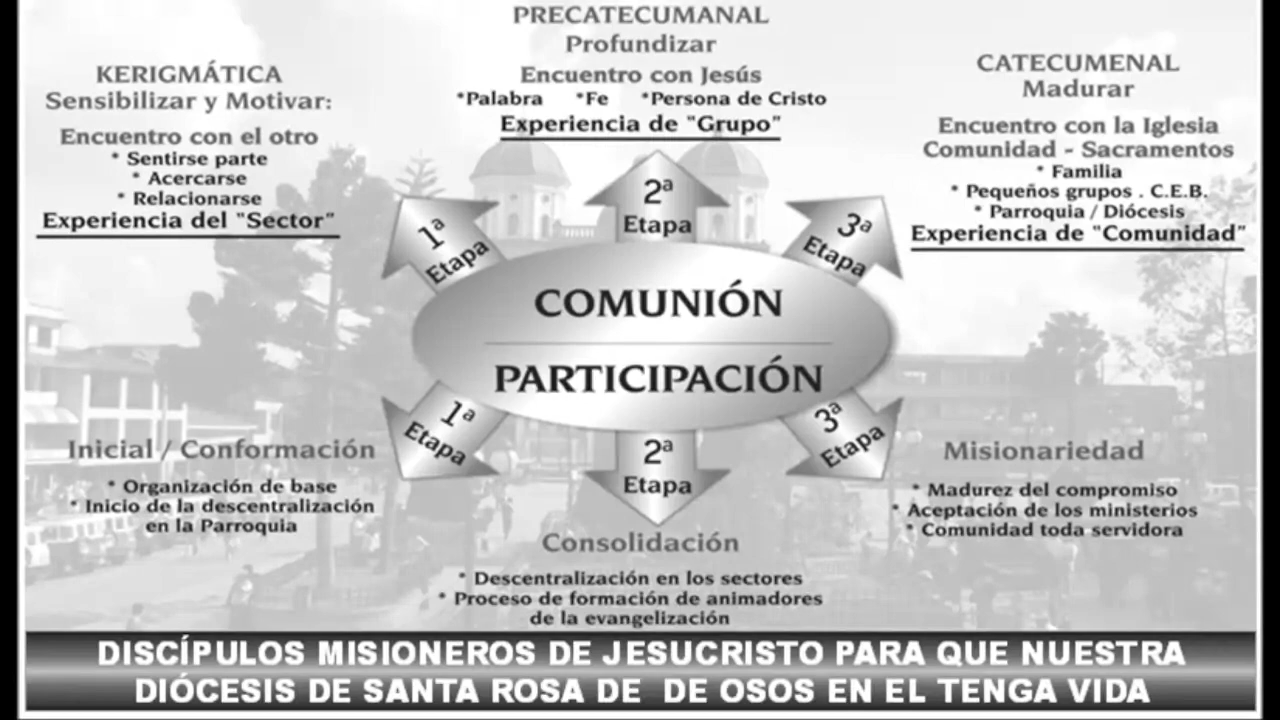 PRECATECUMANAL
Profundizar
Encuentro con Jesús
*Palabra *Fe *Persona de Cristo
Experiencia de "Grupo"
KERIGMÁTICA
Sensibilizar y Motivar:
Encuentro con el otro
* Sentirse parte
* Acercarse
* Relacionarse
Experiencia del "Sector"
CATECUMENAL
Madurar
Encuentro con la Iglesia
Comunidad - Sacramentos
* Familia
* Pequeños grupos . C.E.B.
* Parroquia / Diócesis
Experiencia de "Comunidad"
1ª
Etapa
2ª
Etapa
3ª
Etapa
COMUNIÓN
PARTICIPACIÓN
1ª
Etapa
2ª
Etapa
3ª
Etapa
Inicial / Conformación
* Organización de base
* Inicio de la descentralización
en la Parroquia
Consolidación
* Descentralización en los sectores
* Proceso de formación de animadores
de la evangelización
Misionariedad
* Madurez del compromiso
* Aceptación de los ministerios
* Comunidad toda servidora
DISCÍPULOS MISIONEROS DE JESUCRISTO PARA QUE NUESTRA
DIÓCESIS DE SANTA ROSA DE DE OSOS EN EL TENGA VIDA